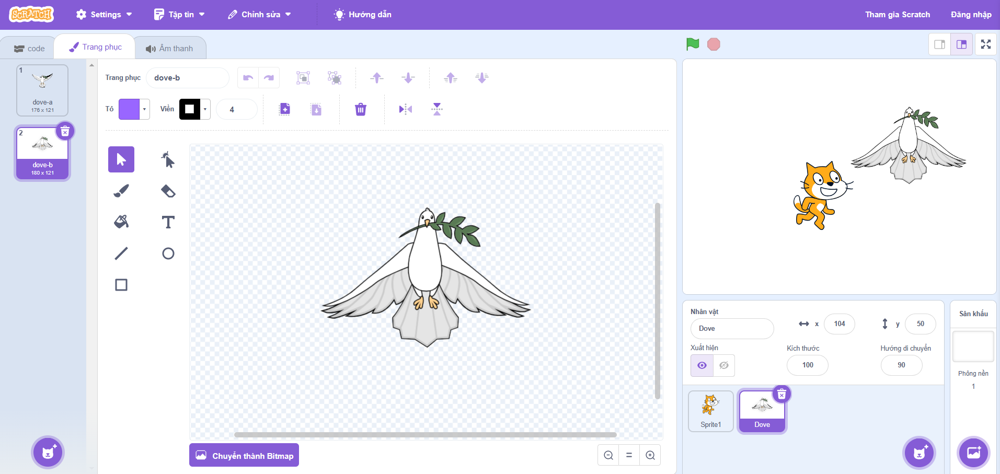 SCRATCH
Settings
Tập tin
Chỉnh sửa
Hướng dẫn
Tham gia Scratch
Đăng nhập
code
Trang phục
Âm thanh
1
dove-a
176 x 121
2
dove-b
180 x 121
Trang phục
dove-b
Tô
Viền
4
T
Chuyển thành Bitmap
Nhân vật
Dove
x
104
y
50
Xuất hiện
Kích thước
100
Hướng di chuyển
90
Sprite1
Dove
Sân khấu
Phông nền
1